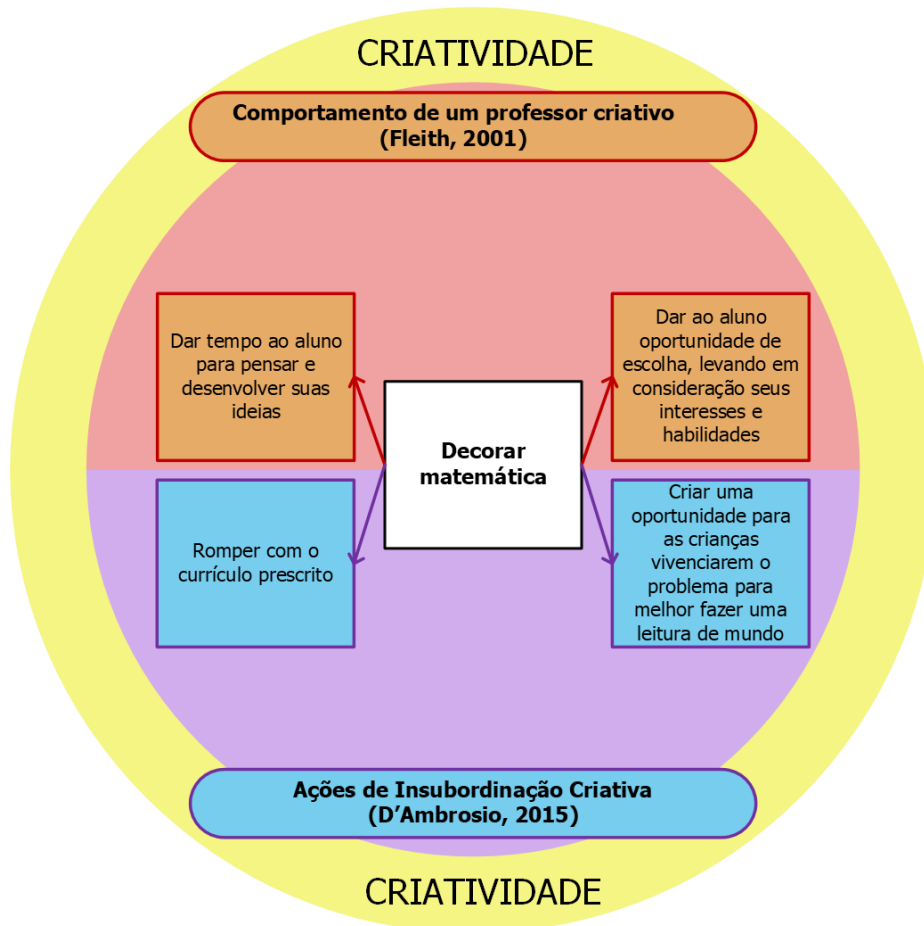 CRIATIVIDADE
Comportamento de um professor criativo
(Fleith, 2001)
Dar tempo ao aluno
para pensar e
desenvolver suas
ideias
Dar ao aluno
oportunidade de
escolha, levando em
consideração seus
interesses e
habilidades
Decorar
matemática
Romper com o
currículo prescrito
Criar uma
oportunidade para
as crianças
vivenciarem o
problema para
melhor fazer uma
leitura de mundo
Ações de Insubordinação Criativa
(D’Ambrosio, 2015)
CRIATIVIDADE